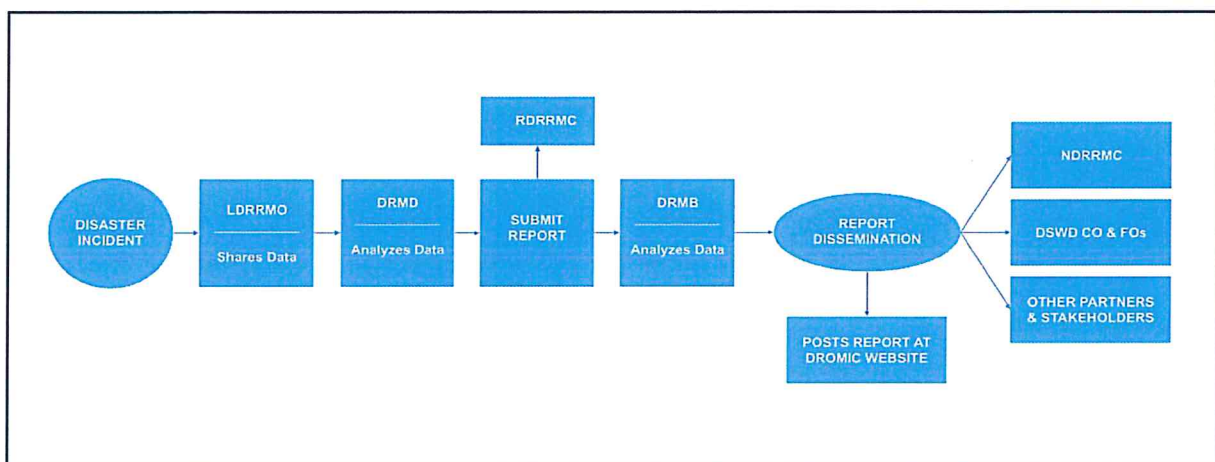 RDRRMC
DISASTER
INCIDENT
LDRRMO
Shares Data
DRMD
Analyzes Data
SUBMIT
REPORT
DRMB
Analyzes Data
REPORT
DISSEMINATION
POSTS REPORT AT
DROMIC WEBSITE
NDRRMC
DSWD CO & FOs
OTHER PARTNERS
& STAKEHOLDERS